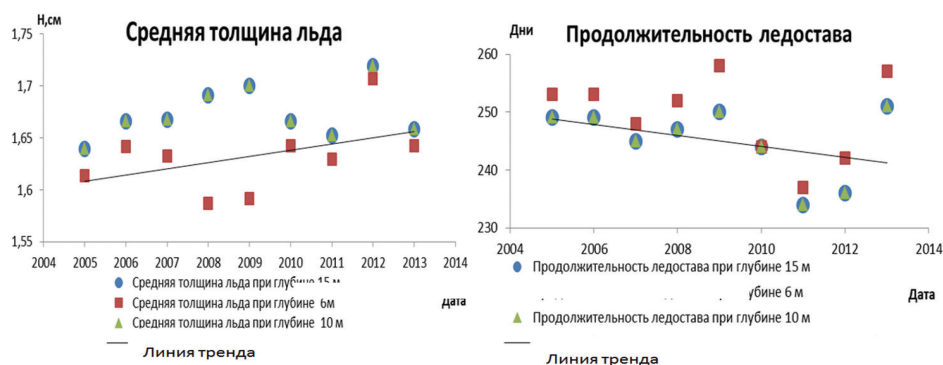 Н,см
Средняя толщина льда
1,75
1,7
1,65
1,6
1,55
2004 2005 2006 2007 2008 2009 2010 2011 2012 2013 2014
Дата
Средняя толщина льда при глубине 15 м
Средняя толщина льда при глубине 6м
Средняя толщина льда при глубине 10 м
Линия тренда
Дни
Продолжительность ледостава
260
250
240
230
2004 2006 2008 2010 2012 2014
Дата
Продолжительность ледостава при глубине 15 м
глубине 6 м
Продолжительность ледостава при глубине 10 м
Линия тренда